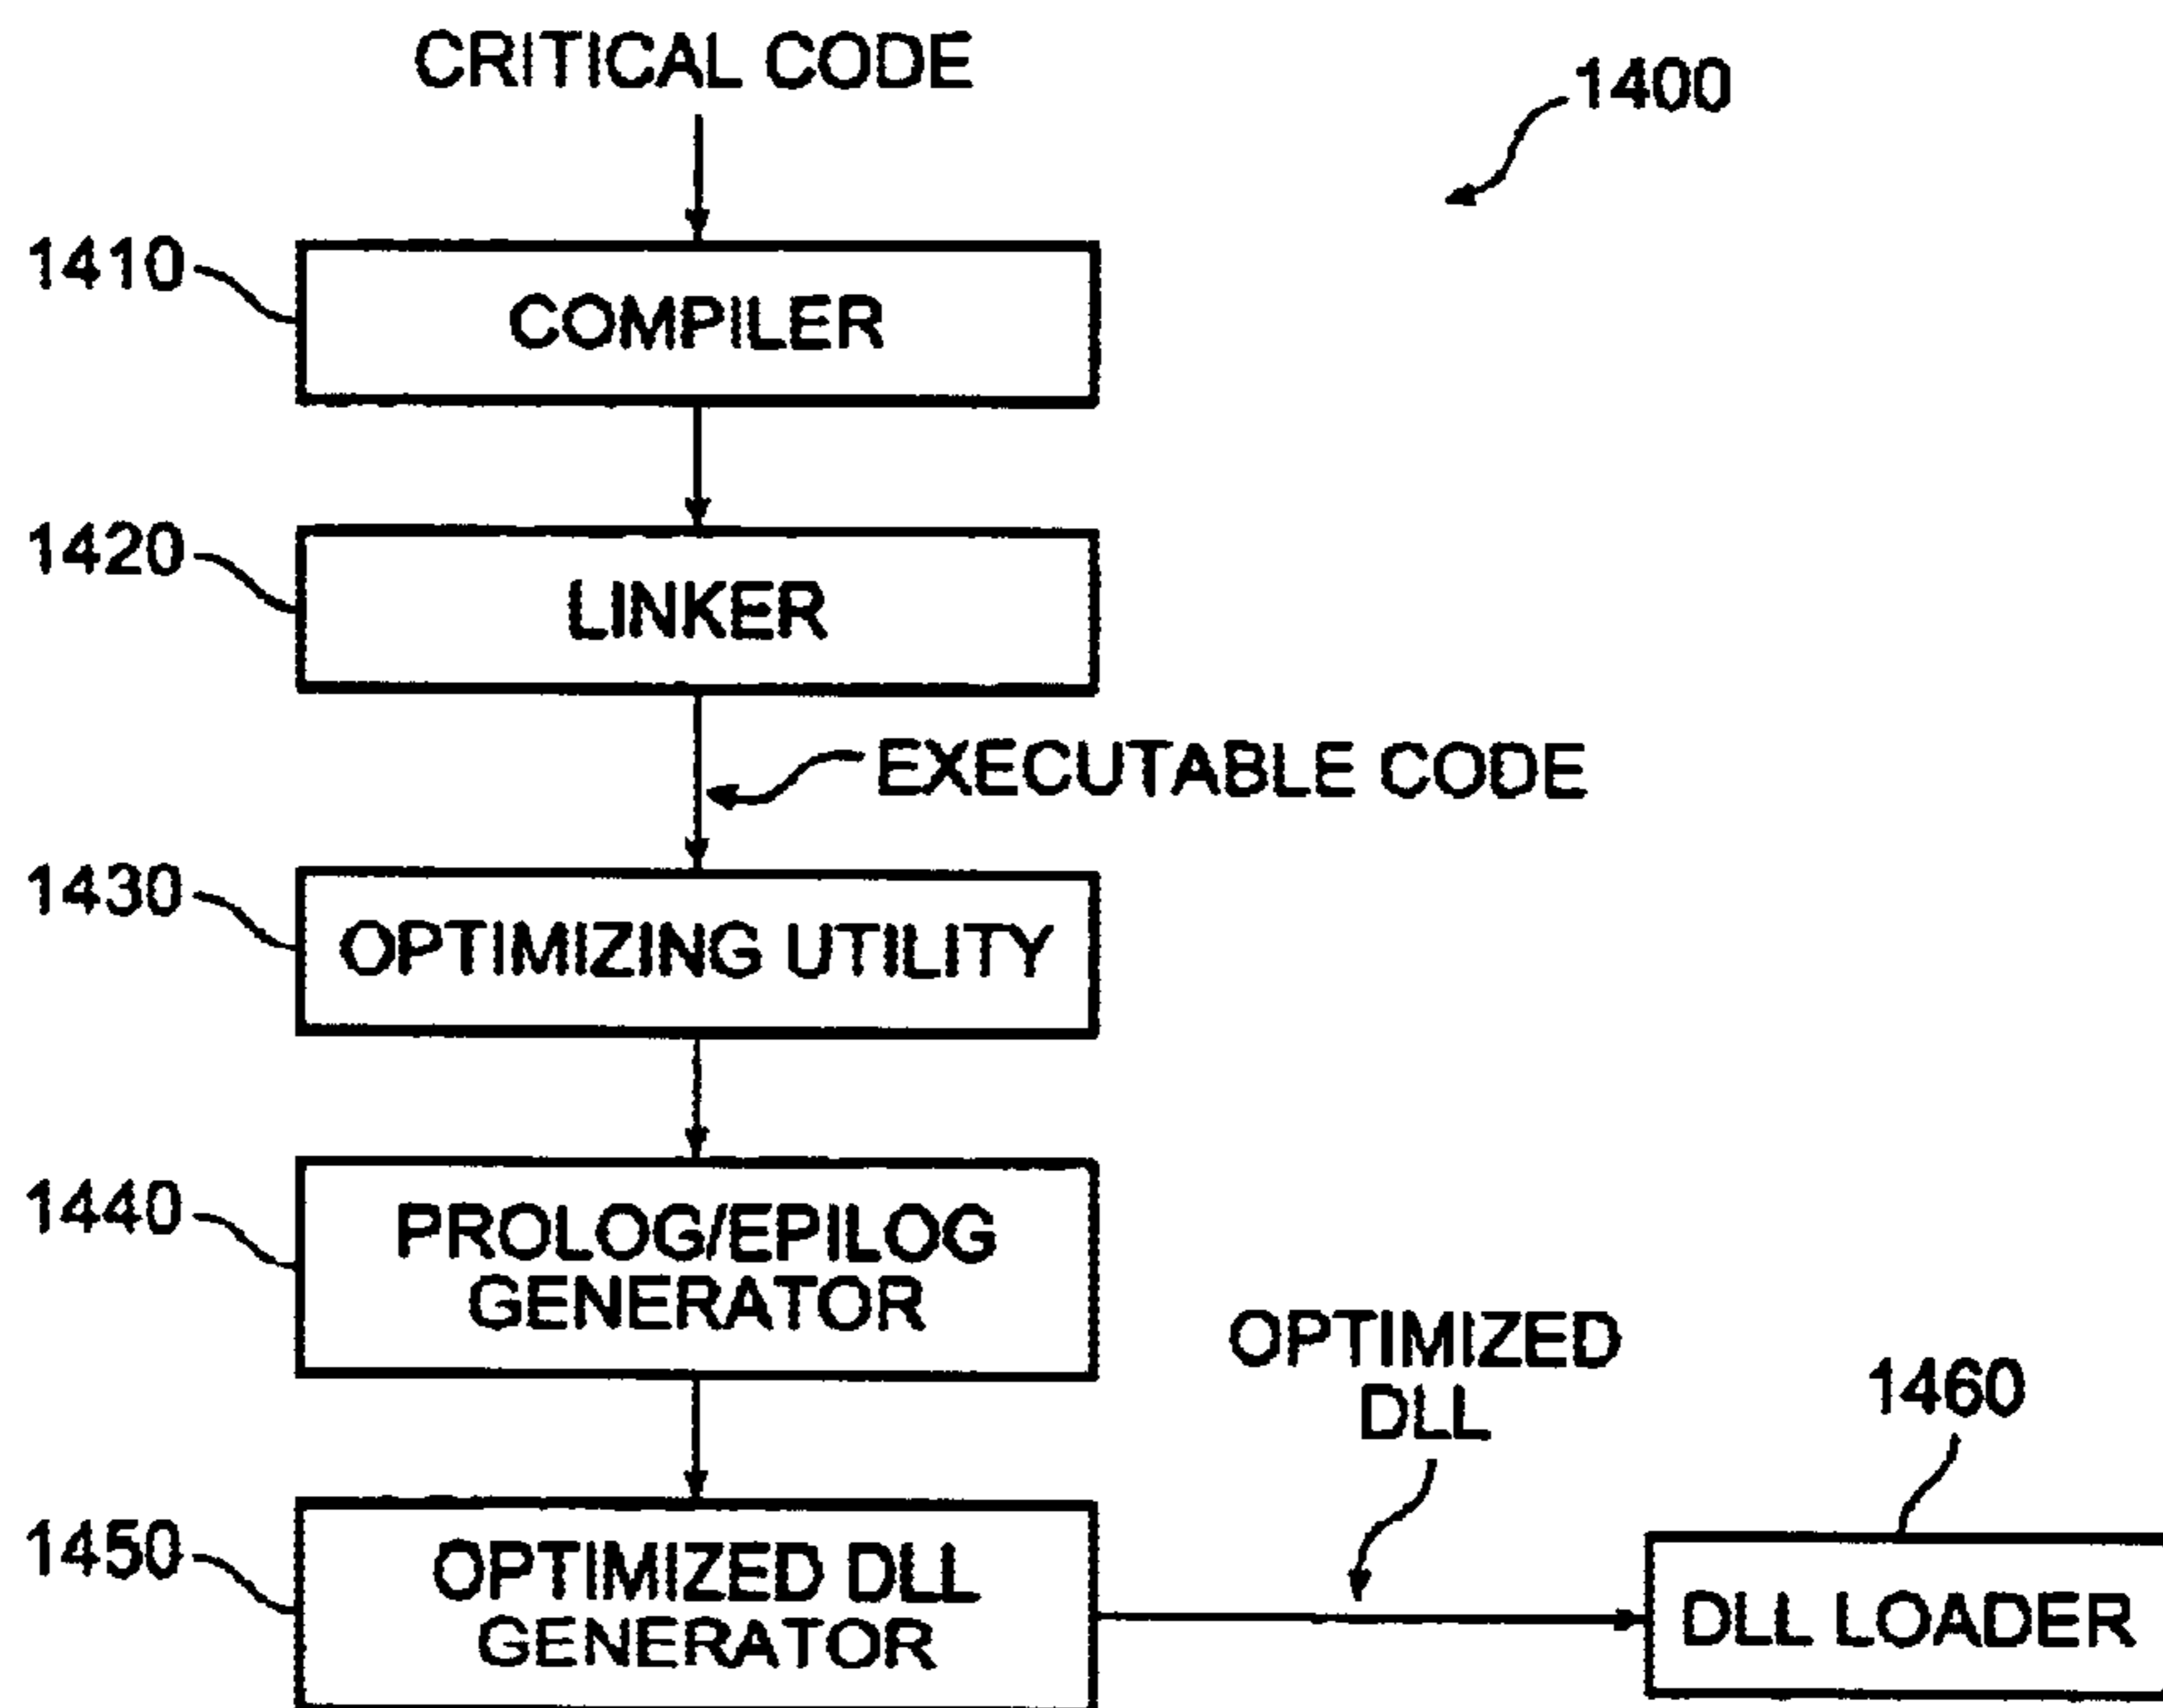 CRITICAL CODE
1400
1410
COMPILER
1420
LINKER
EXECUTABLE CODE
1430
OPTIMIZING UTILITY
1440
PROLOG/EPILOG
GENERATOR
OPTIMIZED
DLL
1460
1450
OPTIMIZED DLL
GENERATOR
DLL LOADER